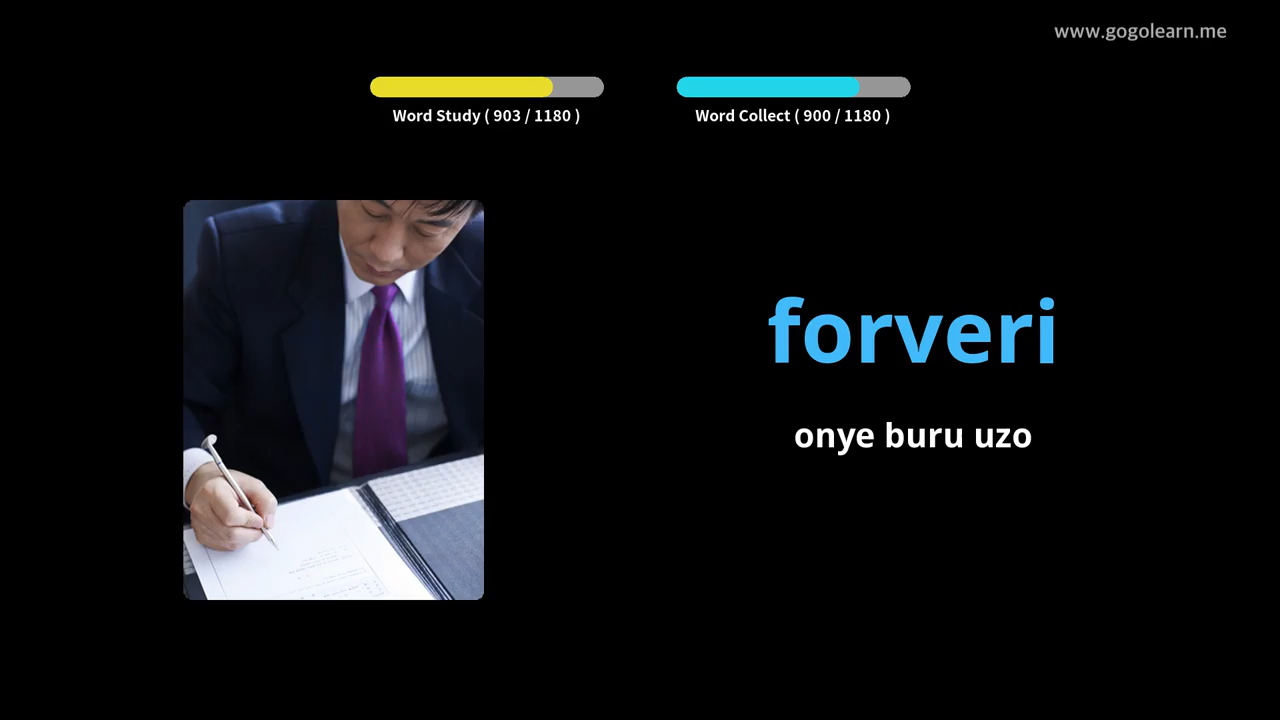 www.gogolearn.me
Word Study ( 903 / 1180 )
Word Collect ( 900 / 1180 )
forveri
onye buru uzo